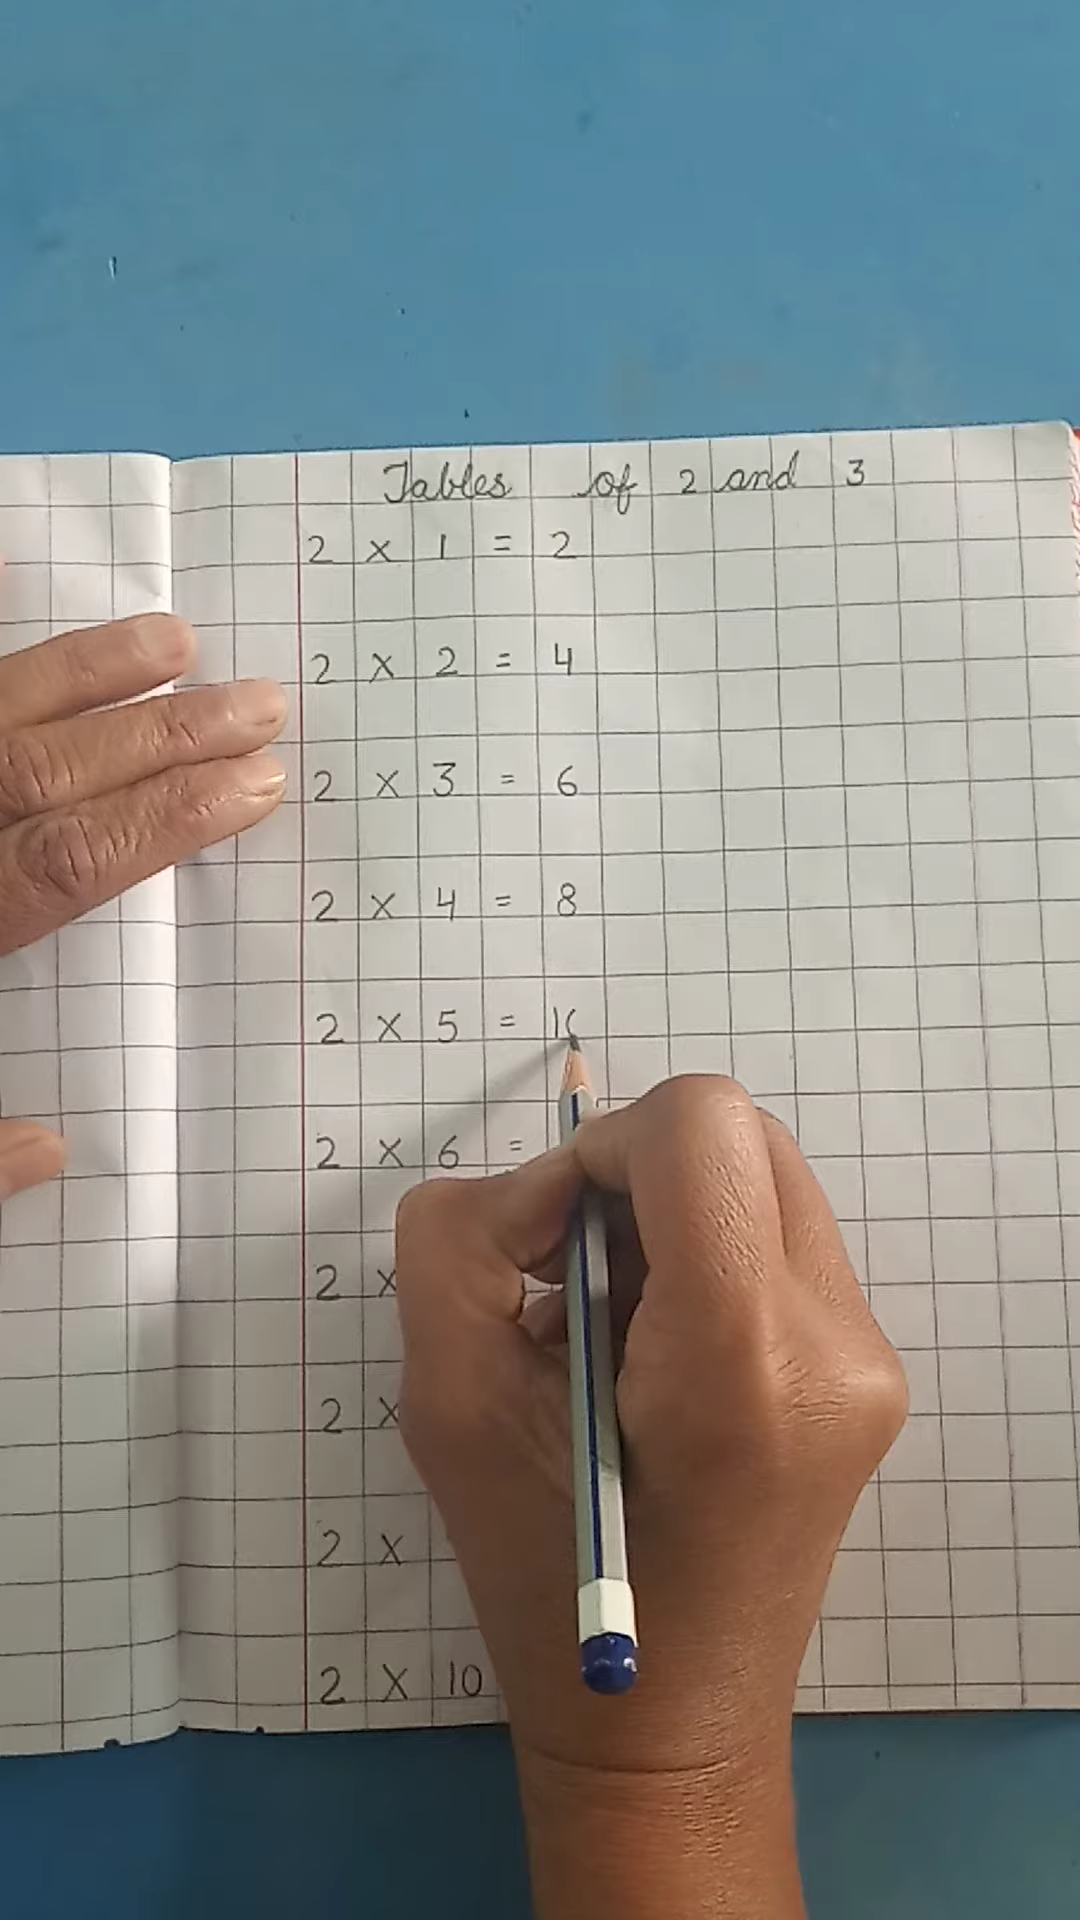 Tables of 2 and 3
2 × 1 = 2
2 × 2 = 4
2 × 3 = 6
2 × 4 = 8
2 × 5 = 1
2 × 6 =
2 ×
2 ×
2 ×
2 × 10